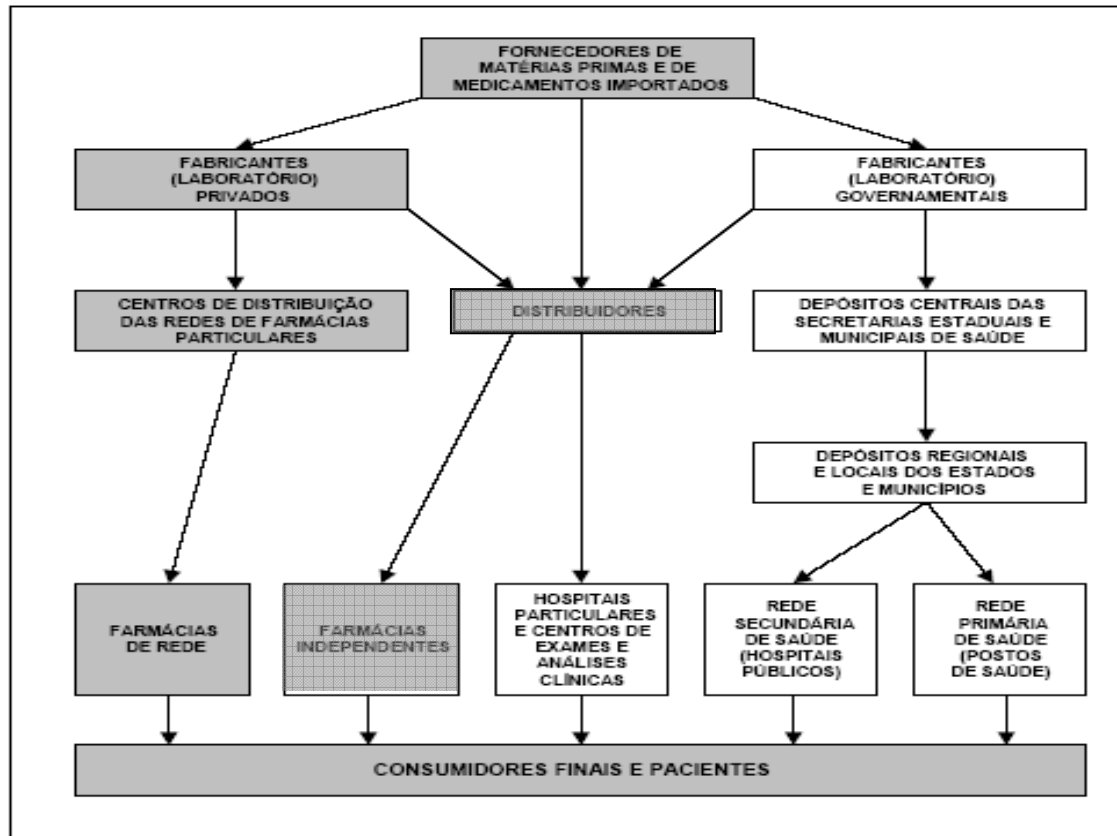 FORNECEDORES DE
MATÉRIAS PRIMAS E DE
MEDICAMENTOS IMPORTADOS
FABRICANTES
(LABORATÓRIO)
PRIVADOS
FABRICANTES
(LABORATÓRIO)
GOVERNAMENTAIS
CENTROS DE DISTRIBUIÇÃO
DAS REDES DE FARMÁCIAS
PARTICULARES
DISTRIBUIDORES
DEPÓSITOS CENTRAIS DAS
SECRETARIAS ESTADUAIS E
MUNICIPAIS DE SAÚDE
DEPÓSITOS REGIONAIS
E LOCAIS DOS ESTADOS
E MUNICÍPIOS
FARMÁCIAS
DE REDE
FARMÁCIAS
INDEPENDENTES
HOSPITAIS
PARTICULARES
E CENTROS DE
EXAMES E
ANÁLISES
CLÍNICAS
REDE
SECUNDÁRIA
DE SAÚDE
(HOSPITAIS
PÚBLICOS)
REDE
PRIMÁRIA
DE SAÚDE
(POSTOS
DE SAÚDE)
CONSUMIDORES FINAIS E PACIENTES